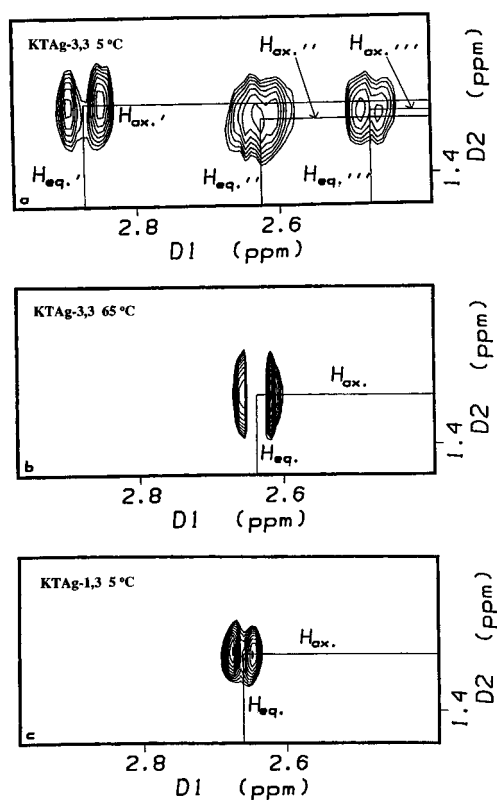 KTAg-3,3 5 °C
Hax.''
Hax.'''
Hax.'
Heq.'
Heq.''
Heq.'''
a
2.8
2.6
D1 (ppm)
1.4
D2 (ppm)
KTAg-3,3 65 °C
Hax.
Heq.
b
2.8
2.6
D1 (ppm)
1.4
D2 (ppm)
KTAg-1,3 5 °C
Hax.
Heq.
c
2.8
2.6
D1 (ppm)
1.4
D2 (ppm)